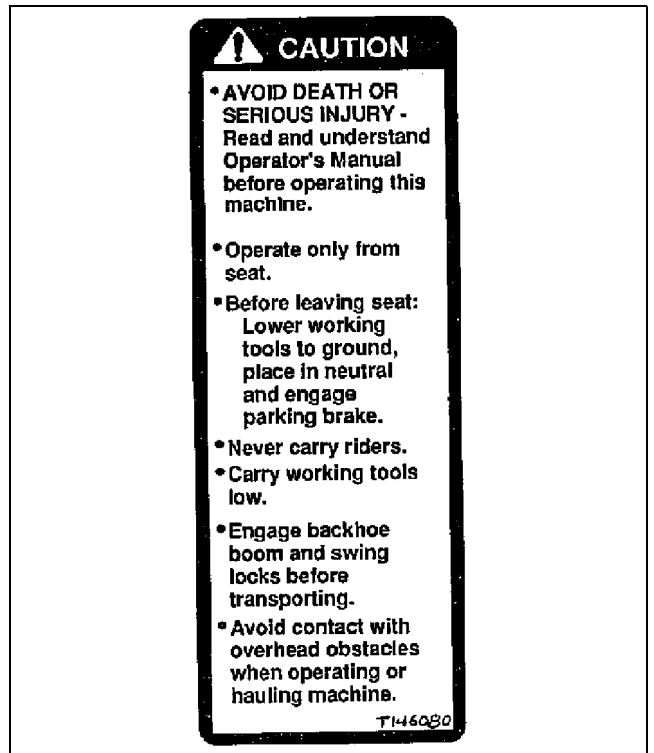 CAUTION
• AVOID DEATH OR
SERIOUS INJURY -
Read and understand
Operator's Manual
before operating this
machine.
• Operate only from
seat.
• Before leaving seat:
Lower working
tools to ground,
place in neutral
and engage
parking brake.
• Never carry riders.
• Carry working tools
low.
• Engage backhoe
boom and swing
locks before
transporting.
• Avoid contact with
overhead obstacles
when operating or
hauling machine.
T146080